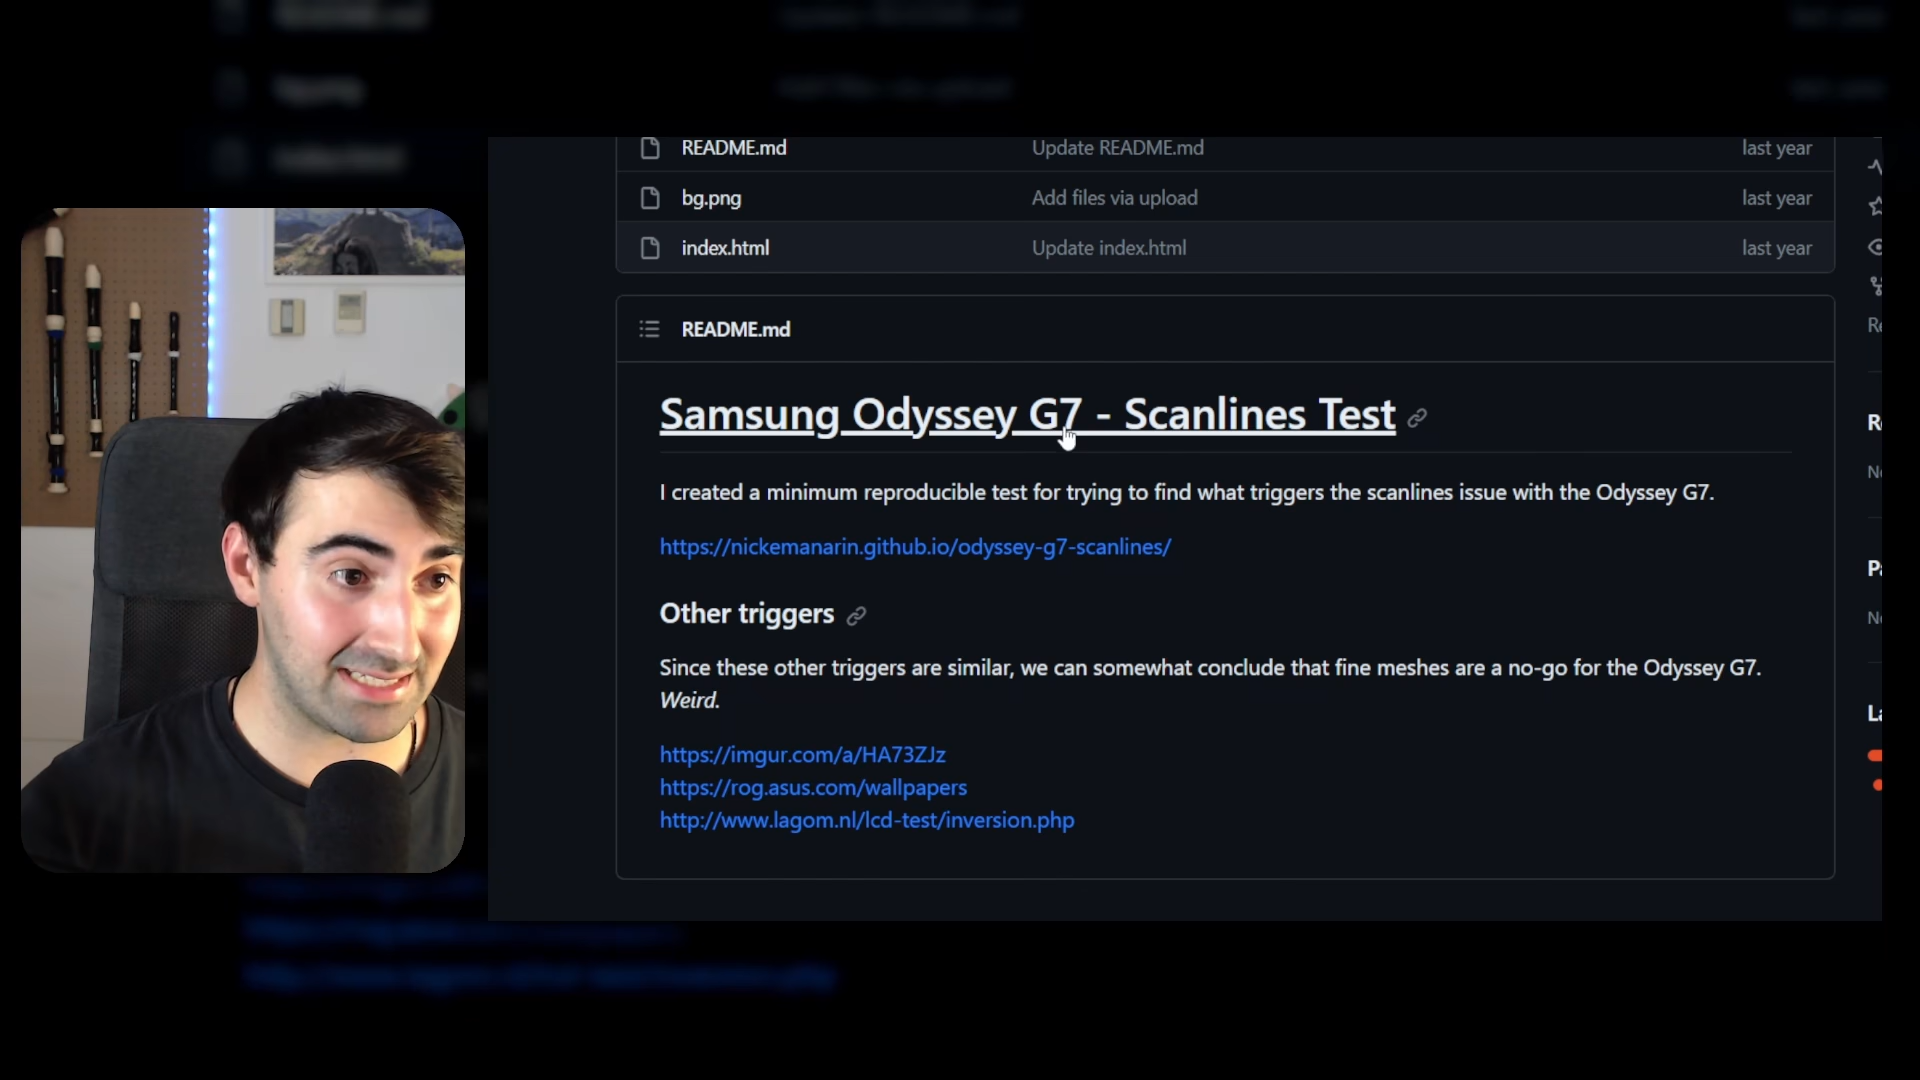 README.md Update README.md last year
bg.png Add files via upload last year
index.html Update index.html last year
README.md
Samsung Odyssey G7 - Scanlines Test
I created a minimum reproducible test for trying to find what triggers the scanlines issue with the Odyssey G7.
https://nickemanarin.github.io/odyssey-g7-scanlines/
Other triggers
Since these other triggers are similar, we can somewhat conclude that fine meshes are a no-go for the Odyssey G7.
Weird.
https://imgur.com/a/HA73ZJz
https://rog.asus.com/wallpapers
http://www.lagom.nl/lcd-test/inversion.php